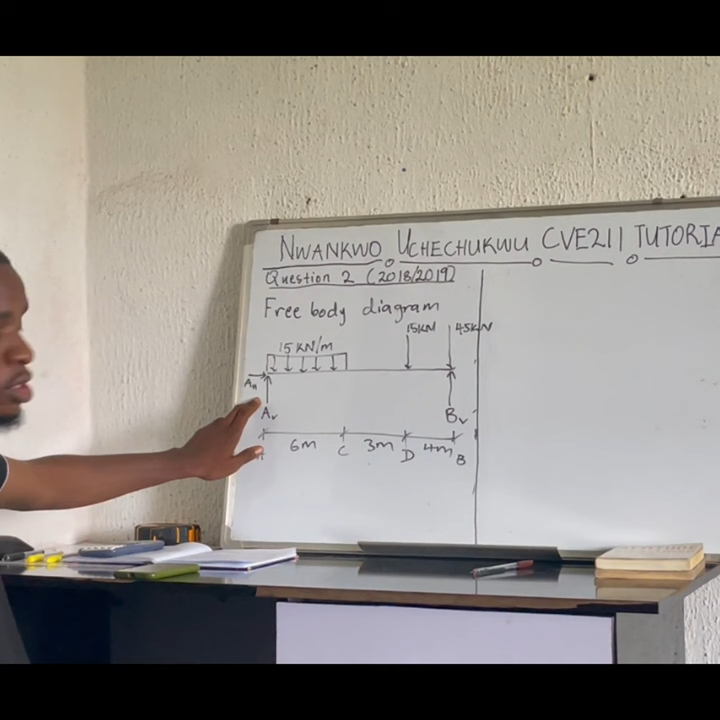 NWANKWO UCHECHUKWU CVE211 TUTORIA
Question 2 (2018/2019)
Free body diagram
15KN 45KN
15 KN/m
AH
Av Bv
6m 3m 4m
A C D B